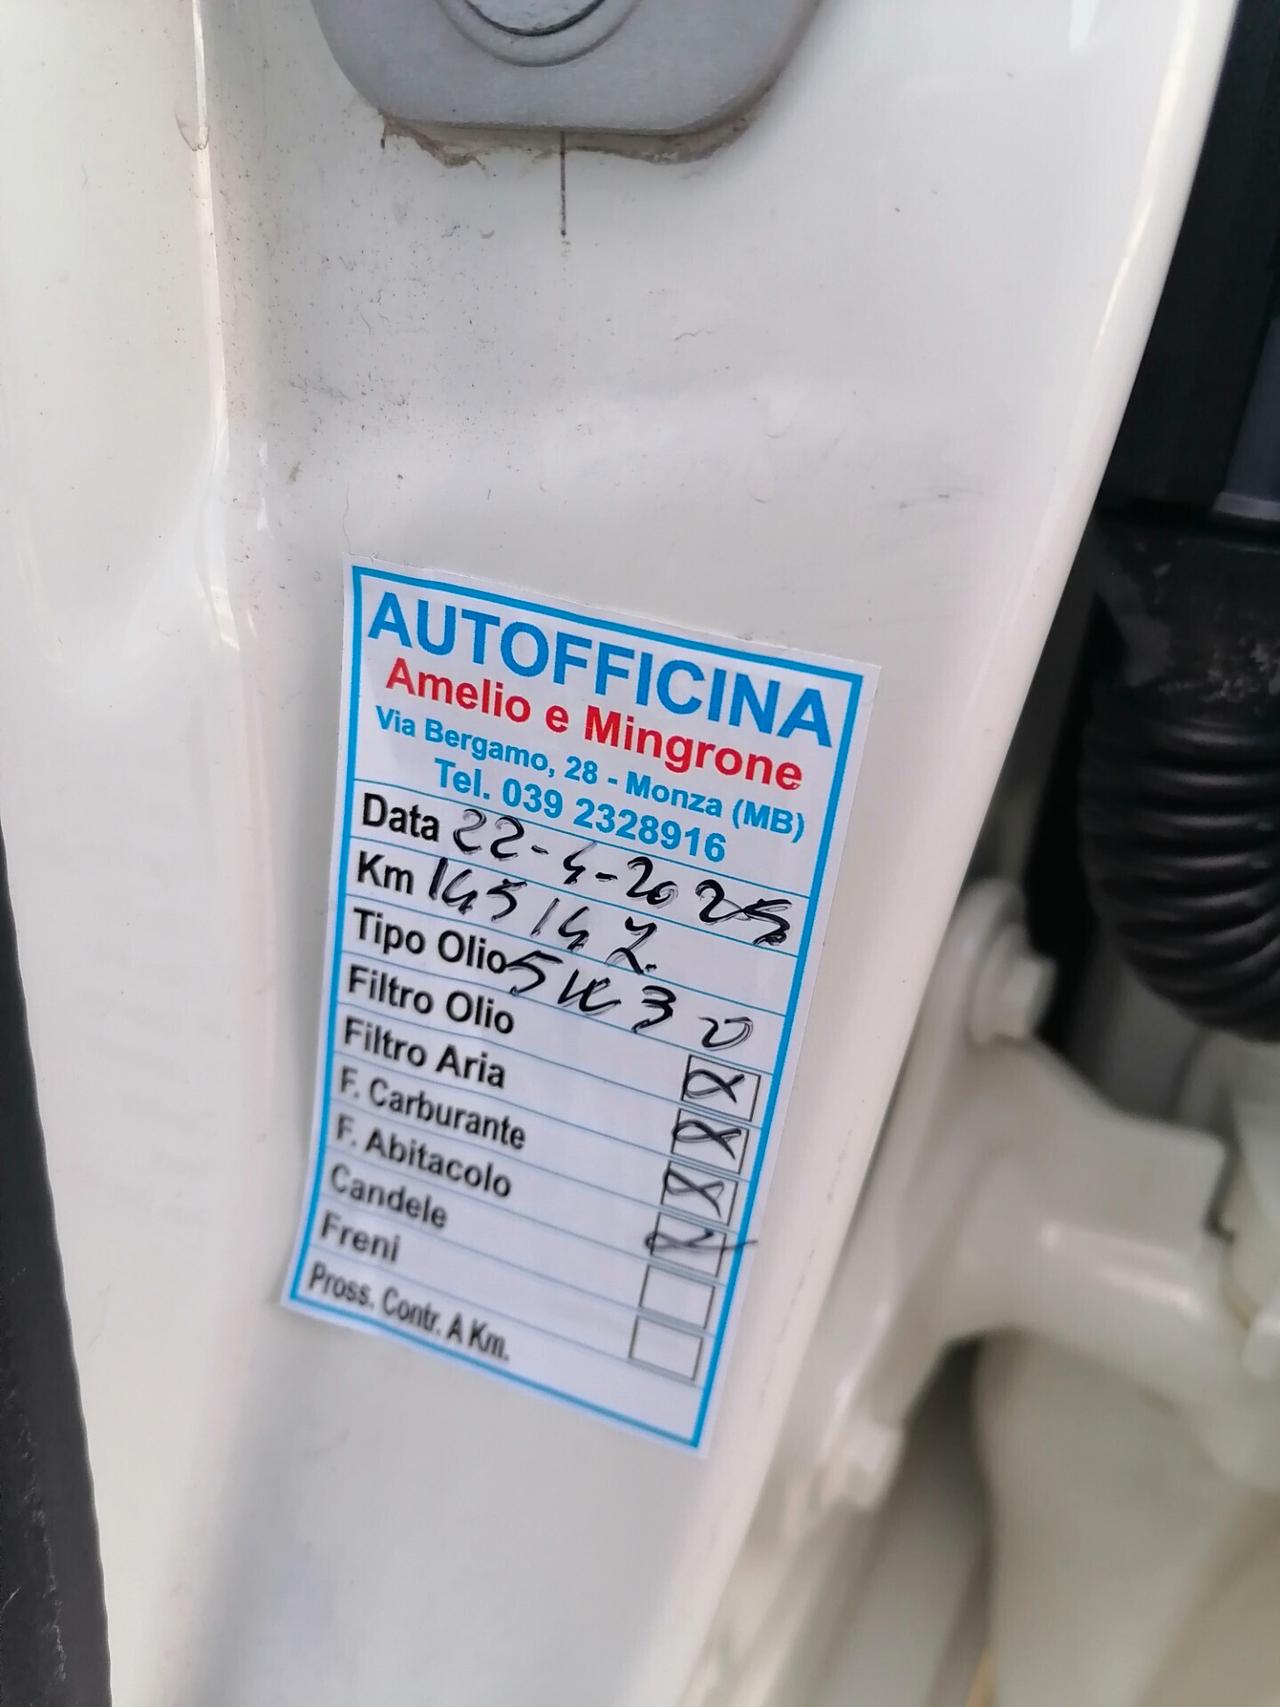 AUTOFFICINA
Amelio e Mingrone
Via Bergamo, 28 - Monza (MB)
Tel. 039 2328916
Data 22-4-2025
Km 145147
Tipo Olio 5W30
Filtro Olio
Filtro Aria
F. Carburante
F. Abitacolo
Candele
Freni
Pross. Contr. A Km.